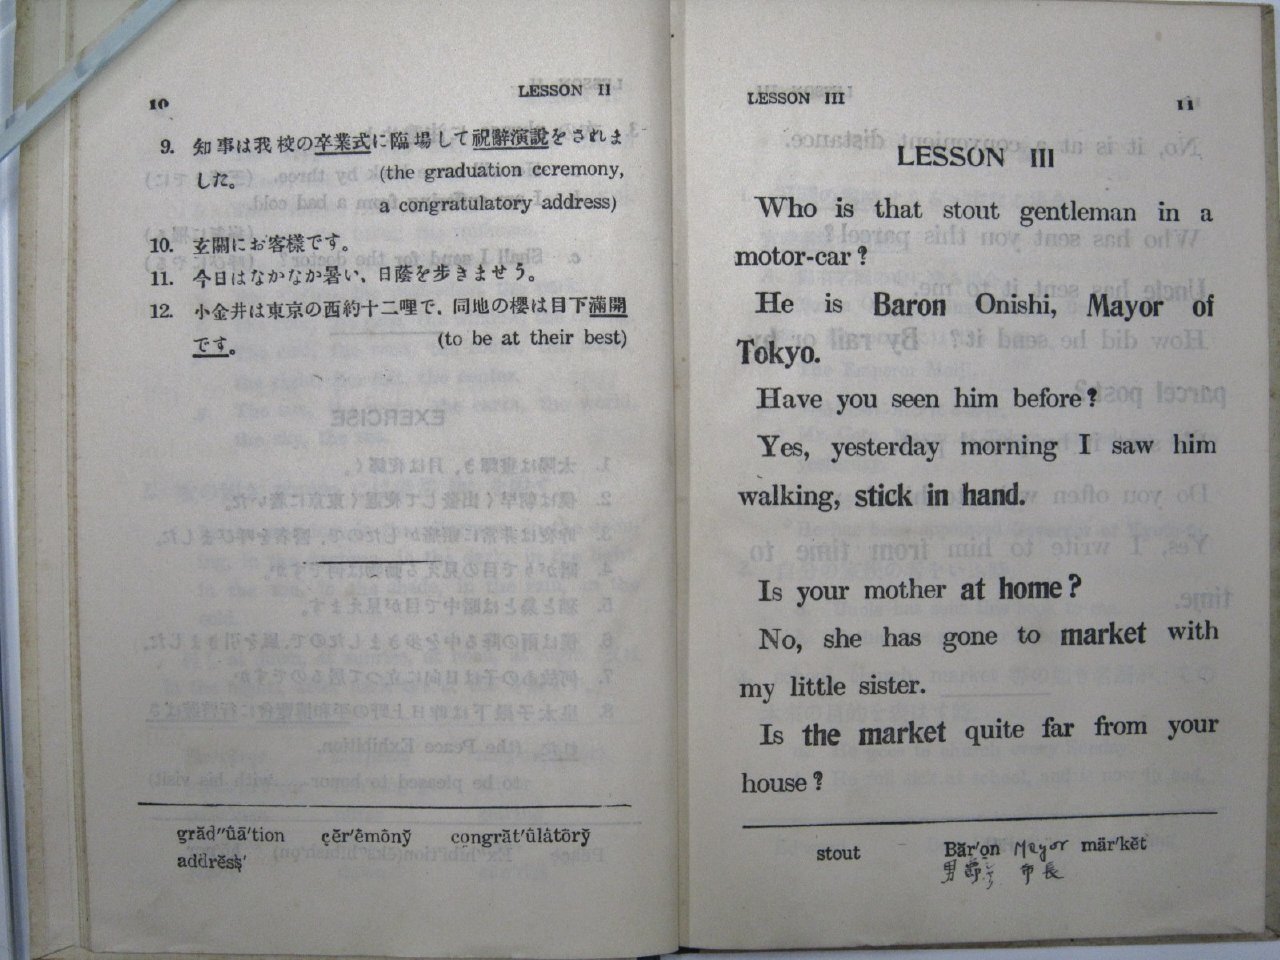 10
LESSON II
9. 知事は我校の卒業式に臨場して祝辭演説をされま
した。 (the graduation ceremony,
a congratulatory address)
10. 玄關にお客様です。
11. 今日はなかなか暑い、日蔭を歩きませう。
12. 小金井は東京の西約十二哩で、同地の櫻は目下滿開
です。 (to be at their best)
grăd"ûā'tion çĕr'êmôny̆ congrăt'ûlȧtōry̆
addrĕss'
LESSON III
11
LESSON III
Who is that stout gentleman in a
motor-car?
He is Baron Onishi, Mayor of
Tokyo.
Have you seen him before?
Yes, yesterday morning I saw him
walking, stick in hand.
Is your mother at home?
No, she has gone to market with
my little sister.
Is the market quite far from your
house?
stout Băr'on Mayor mär'kĕt
男爵 市長